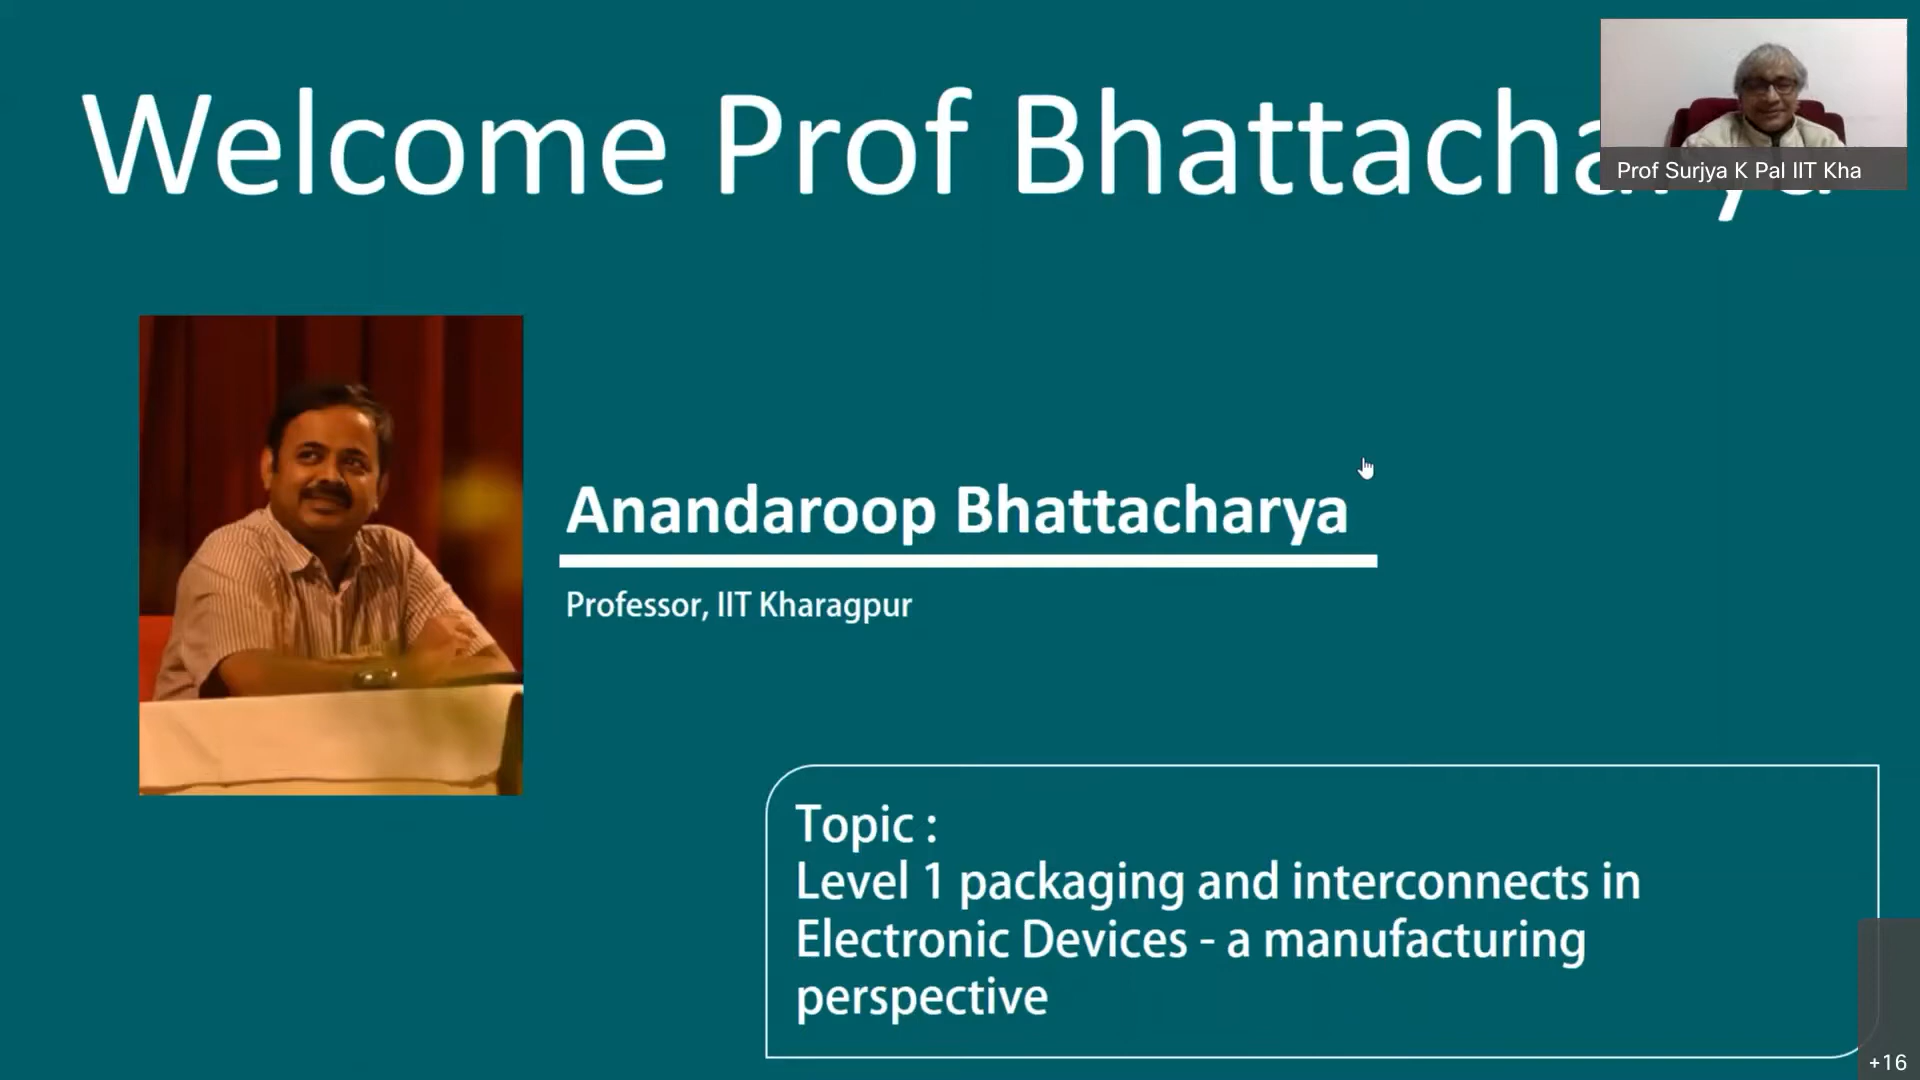 Welcome Prof Bhattacharya
Prof Surjya K Pal IIT Kha
Anandaroop Bhattacharya
Professor, IIT Kharagpur
Topic :
Level 1 packaging and interconnects in
Electronic Devices - a manufacturing
perspective
+16